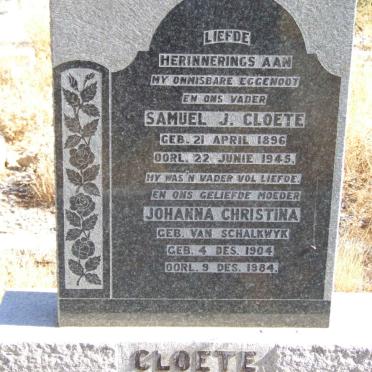 LIEFDE
HERINNERINGS AAN
MY ONMISBARE EGGENOOT
EN ONS VADER
SAMUEL J. CLOETE
GEB. 21 APRIL 1896
OORL. 22 JUNIE 1945.
HY WAS 'N VADER VOL LIEFDE.
EN ONS GELIEFDE MOEDER
JOHANNA CHRISTINA
GEB. VAN SCHALKWYK
GEB. 4 DES. 1904
OORL. 9 DES. 1984.
CLOETE